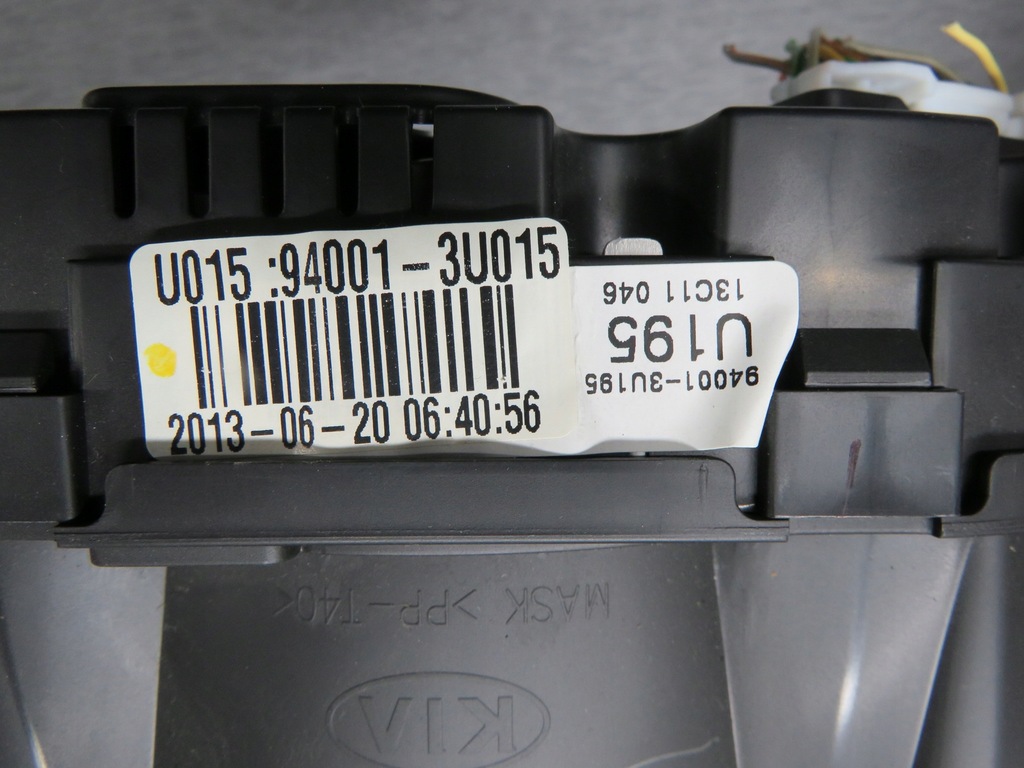 U015 :94001-3U015
2013-06-20 06:40:56
94001-3U195
U195
13C11 046
MASK >PP-T40<
KIA